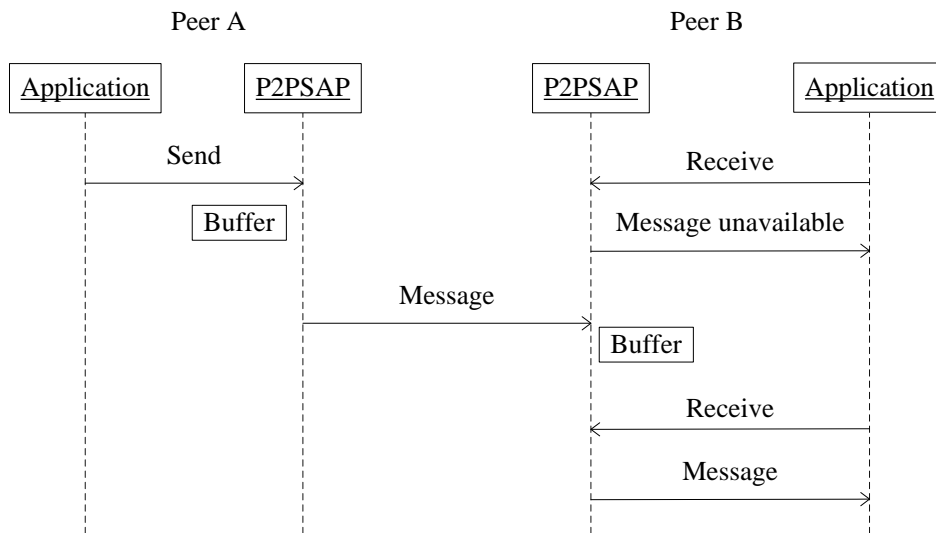 Peer A
Peer B
Application
P2PSAP
P2PSAP
Application
Send
Receive
Buffer
Message unavailable
Message
Buffer
Receive
Message